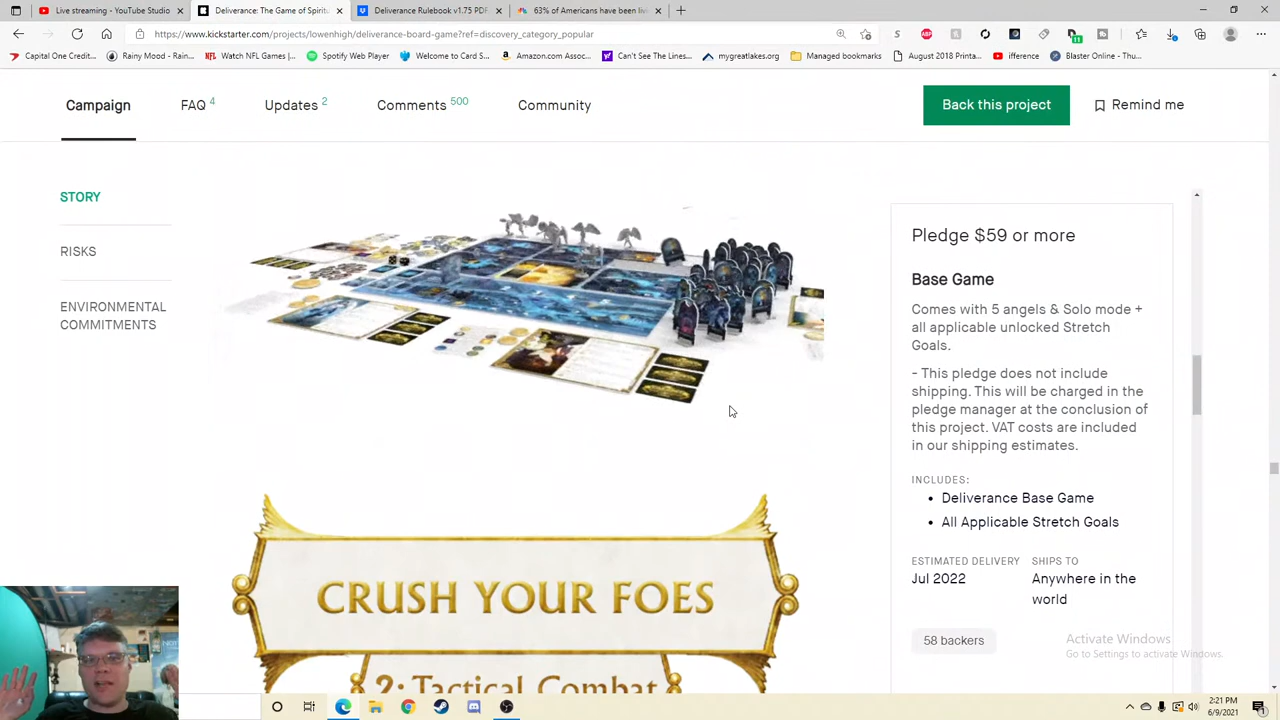 Live streaming - YouTube Studio
Deliverance: The Game of Spiritu
Deliverance Rulebook v1.75 PDF
63% of Americans have been live
https://www.kickstarter.com/projects/lowenhigh/deliverance-board-game?ref=discovery_category_popular
Capital One Credit...
Rainy Mood - Rain...
Watch NFL Games |...
Spotify Web Player
Welcome to Card S...
Amazon.com Assoc...
Can't See The Lines...
mygreatlakes.org
Managed bookmarks
August 2018 Printa...
ifference
Blaster Online - Thu...
Campaign
FAQ 4
Updates 2
Comments 500
Community
Back this project
Remind me
STORY
RISKS
ENVIRONMENTAL
COMMITMENTS
CRUSH YOUR FOES
2: Tactical Combat
Pledge $59 or more
Base Game
Comes with 5 angels & Solo mode +
all applicable unlocked Stretch
Goals.
- This pledge does not include
shipping. This will be charged in the
pledge manager at the conclusion of
this project. VAT costs are included
in our shipping estimates.
INCLUDES:
• Deliverance Base Game
• All Applicable Stretch Goals
ESTIMATED DELIVERY
Jul 2022
SHIPS TO
Anywhere in the
world
58 backers
Activate Windows
Go to Settings to activate Windows.
2:21 PM
6/9/2021